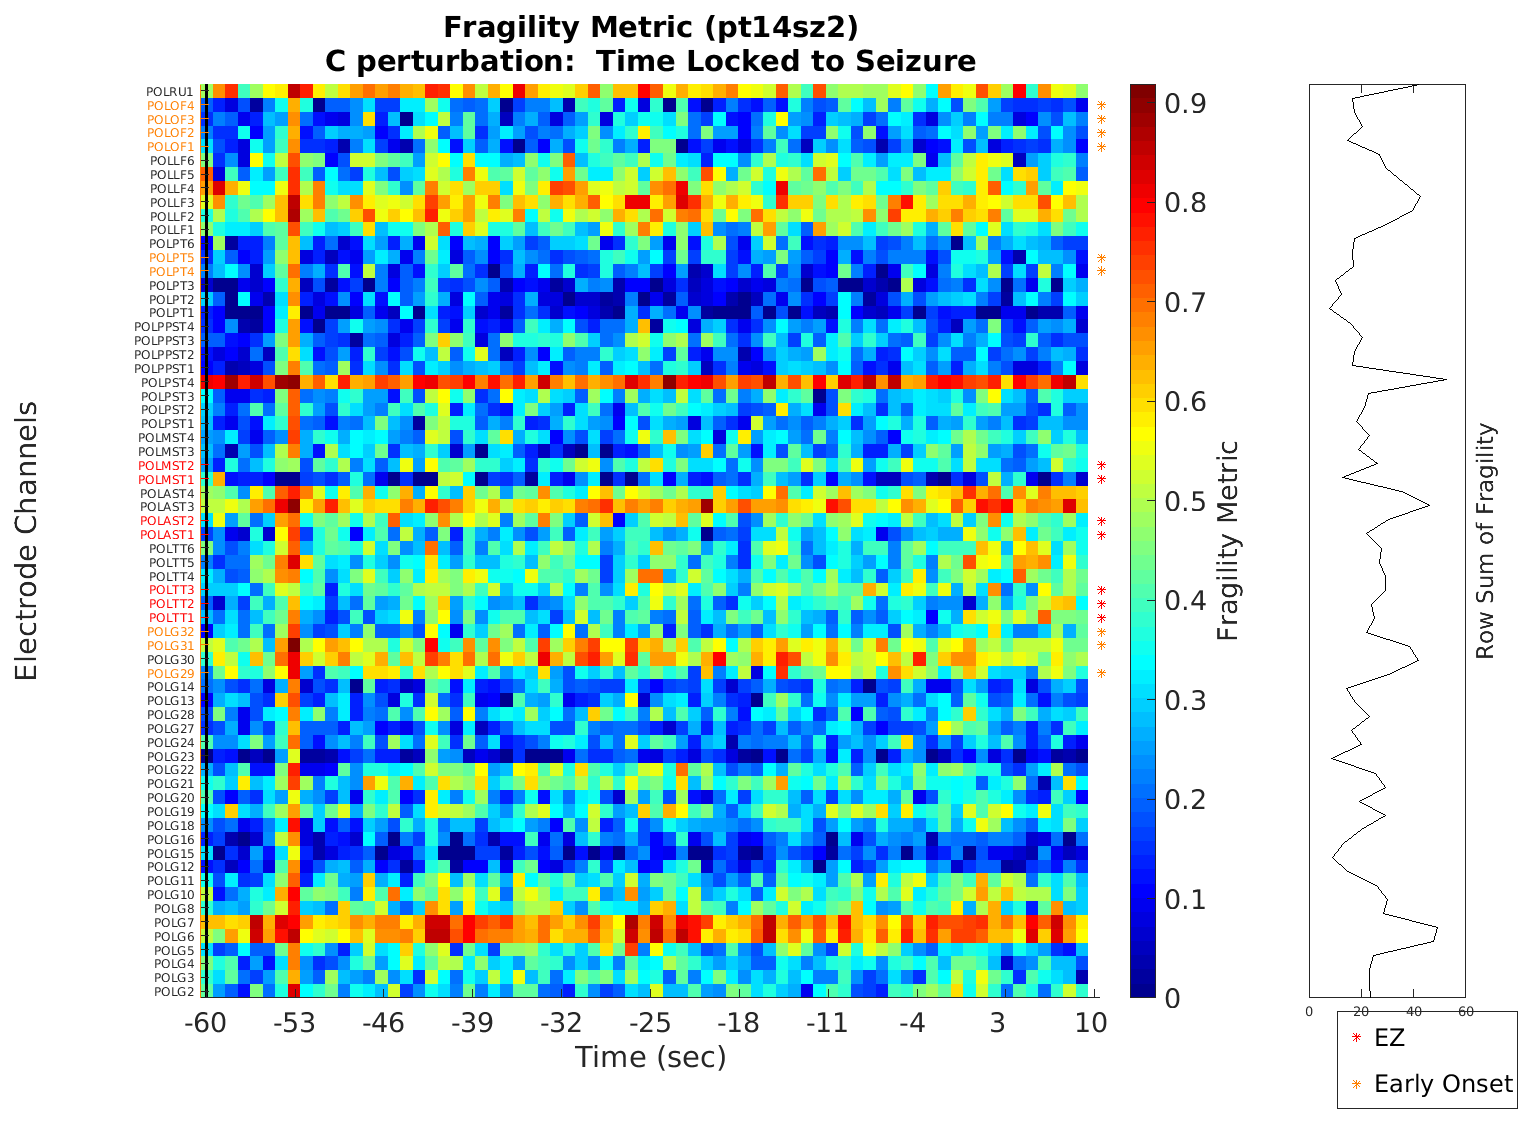 Fragility Metric (pt14sz2)
C perturbation:  Time Locked to Seizure
Electrode Channels
POLRU1
POLOF4
POLOF3
POLOF2
POLOF1
POLLF6
POLLF5
POLLF4
POLLF3
POLLF2
POLLF1
POLPT6
POLPT5
POLPT4
POLPT3
POLPT2
POLPT1
POLPPST4
POLPPST3
POLPPST2
POLPPST1
POLPST4
POLPST3
POLPST2
POLPST1
POLMST4
POLMST3
POLMST2
POLMST1
POLAST4
POLAST3
POLAST2
POLAST1
POLTT6
POLTT5
POLTT4
POLTT3
POLTT2
POLTT1
POLG32
POLG31
POLG30
POLG29
POLG14
POLG13
POLG28
POLG27
POLG24
POLG23
POLG22
POLG21
POLG20
POLG19
POLG18
POLG16
POLG15
POLG12
POLG11
POLG10
POLG8
POLG7
POLG6
POLG5
POLG4
POLG3
POLG2
-60 -53 -46 -39 -32 -25 -18 -11 -4 3 10
Time (sec)
0.9
0.8
0.7
0.6
0.5
0.4
0.3
0.2
0.1
0
Fragility Metric
0 20 40 60
Row Sum of Fragility
EZ
Early Onset